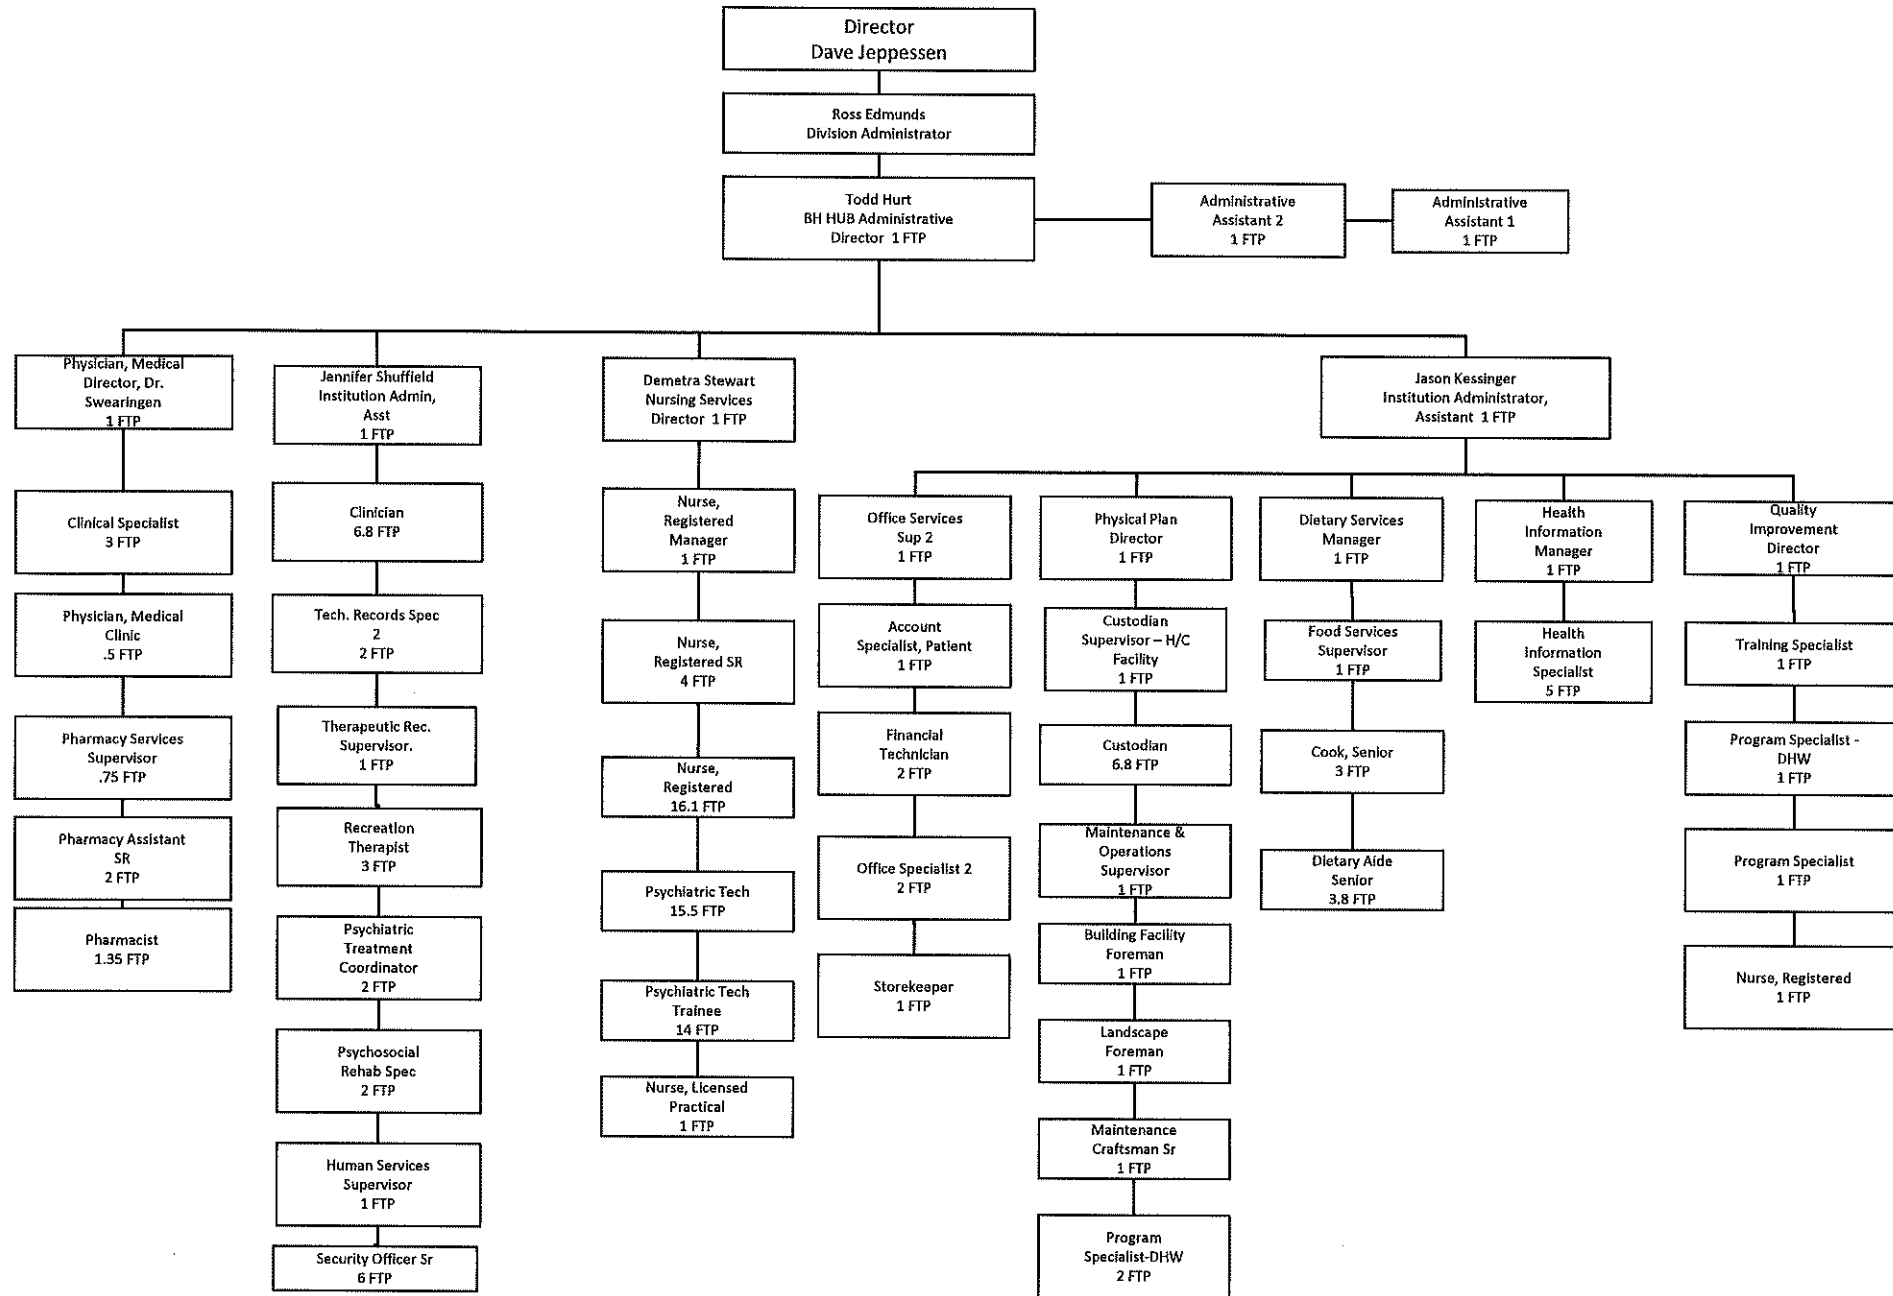 Director
Dave Jeppessen
Ross Edmunds
Division Administrator
Todd Hurt
BH HUB Administrative
Director 1 FTP
Administrative
Assistant 2
1 FTP
Administrative
Assistant 1
1 FTP
Physician, Medical
Director, Dr.
Swearingen
1 FTP
Clinical Specialist
3 FTP
Physician, Medical
Clinic
.5 FTP
Pharmacy Services
Supervisor
.75 FTP
Pharmacy Assistant
SR
2 FTP
Pharmacist
1.35 FTP
Jennifer Shuffield
Institution Admin,
Asst
1 FTP
Clinician
6.8 FTP
Tech. Records Spec
2
2 FTP
Therapeutic Rec.
Supervisor.
1 FTP
Recreation
Therapist
3 FTP
Psychiatric
Treatment
Coordinator
2 FTP
Psychosocial
Rehab Spec
2 FTP
Human Services
Supervisor
1 FTP
Security Officer Sr
6 FTP
Demetra Stewart
Nursing Services
Director 1 FTP
Nurse,
Registered
Manager
1 FTP
Nurse,
Registered SR
4 FTP
Nurse,
Registered
16.1 FTP
Psychiatric Tech
15.5 FTP
Psychiatric Tech
Trainee
14 FTP
Nurse, Licensed
Practical
1 FTP
Jason Kessinger
Institution Administrator,
Assistant 1 FTP
Office Services
Sup 2
1 FTP
Account
Specialist, Patient
1 FTP
Financial
Technician
2 FTP
Office Specialist 2
2 FTP
Storekeeper
1 FTP
Physical Plan
Director
1 FTP
Custodian
Supervisor – H/C
Facility
1 FTP
Custodian
6.8 FTP
Maintenance &
Operations
Supervisor
1 FTP
Building Facility
Foreman
1 FTP
Landscape
Foreman
1 FTP
Maintenance
Craftsman Sr
1 FTP
Program
Specialist-DHW
2 FTP
Dietary Services
Manager
1 FTP
Food Services
Supervisor
1 FTP
Cook, Senior
3 FTP
Dietary Aide
Senior
3.8 FTP
Health
Information
Manager
1 FTP
Health
Information
Specialist
5 FTP
Quality
Improvement
Director
1 FTP
Training Specialist
1 FTP
Program Specialist -
DHW
1 FTP
Program Specialist
1 FTP
Nurse, Registered
1 FTP